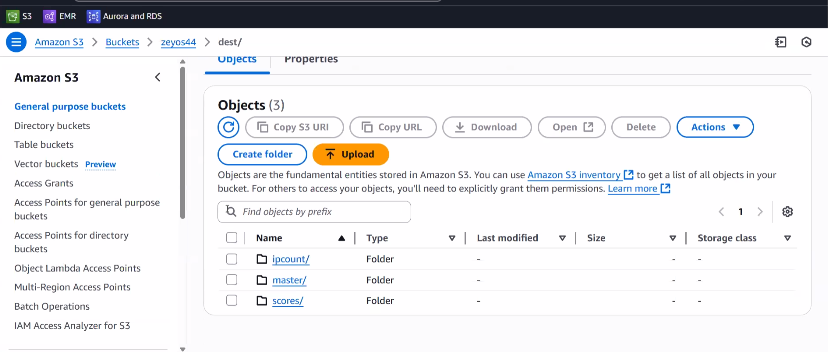 S3 EMR Aurora and RDS
Amazon S3 > Buckets > zeyos44 > dest/
Amazon S3
General purpose buckets
Directory buckets
Table buckets
Vector buckets Preview
Access Grants
Access Points for general purpose
buckets
Access Points for directory
buckets
Object Lambda Access Points
Multi-Region Access Points
Batch Operations
IAM Access Analyzer for S3
Objects Properties
Objects (3)
Copy S3 URI Copy URL Download Open Delete Actions
Create folder Upload
Objects are the fundamental entities stored in Amazon S3. You can use Amazon S3 inventory to get a list of all objects in your
bucket. For others to access your objects, you'll need to explicitly grant them permissions. Learn more
Find objects by prefix
1
Name Type Last modified Size Storage class
ipcount/ Folder - - -
master/ Folder - - -
scores/ Folder - - -